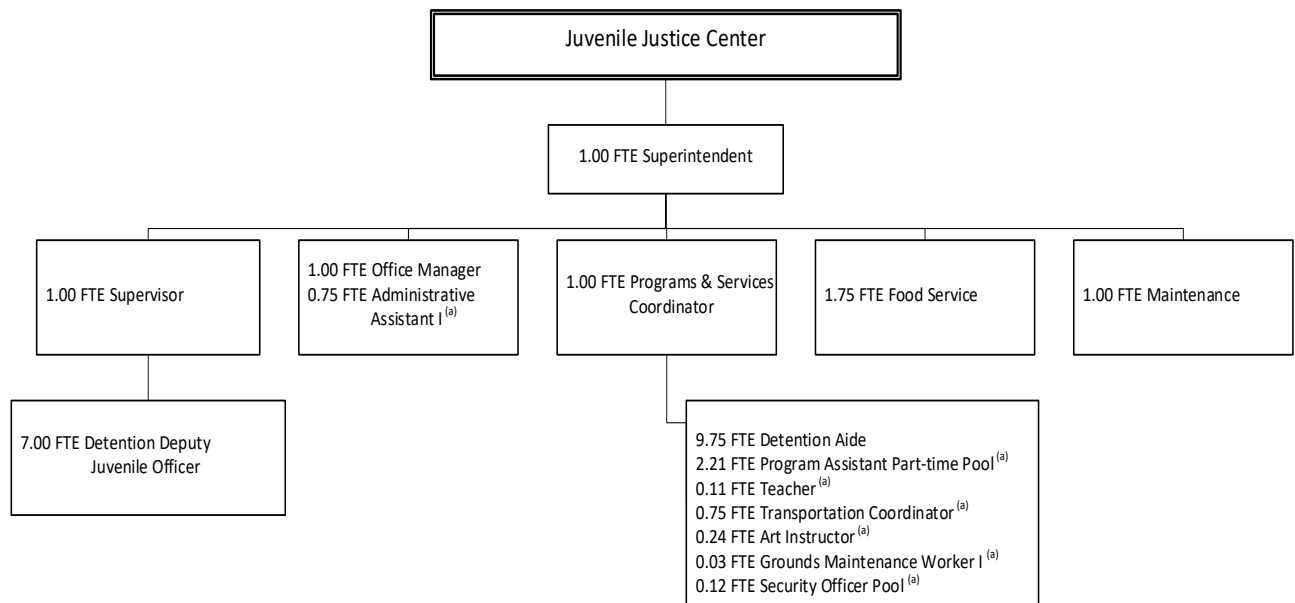 Juvenile Justice Center
1.00 FTE Superintendent
1.00 FTE Supervisor
1.00 FTE Office Manager
0.75 FTE Administrative
Assistant I (a)
1.00 FTE Programs & Services
Coordinator
1.75 FTE Food Service
1.00 FTE Maintenance
7.00 FTE Detention Deputy
Juvenile Officer
9.75 FTE Detention Aide
2.21 FTE Program Assistant Part-time Pool (a)
0.11 FTE Teacher (a)
0.75 FTE Transportation Coordinator (a)
0.24 FTE Art Instructor (a)
0.03 FTE Grounds Maintenance Worker I (a)
0.12 FTE Security Officer Pool (a)